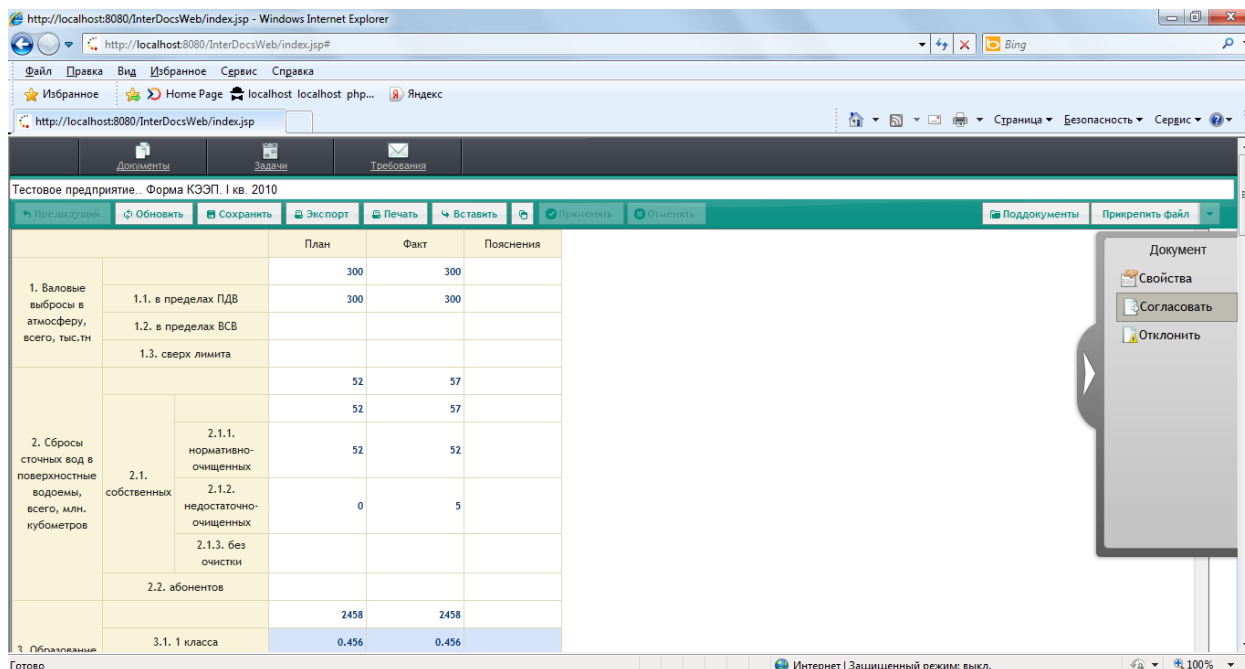 http://localhost:8080/InterDocsWeb/index.jsp - Windows Internet Explorer
http://localhost:8080/InterDocsWeb/index.jsp#
Bing
Файл Правка Вид Избранное Сервис Справка
Избранное Home Page localhost localhost php... Яндекс
http://localhost:8080/InterDocsWeb/index.jsp Страница Безопасность Сервис
Документы Задачи Требования
Тестовое предприятие.. Форма КЭЭП. I кв. 2010
Предыдущий Обновить Сохранить Экспорт Печать Вставить Применить Отменить Поддокументы Прикрепить файл
План Факт Пояснения
1. Валовые
выбросы в
атмосферу,
всего, тыс.тн
300 300
1.1. в пределах ПДВ 300 300
1.2. в пределах ВСВ
1.3. сверх лимита
2. Сбросы
сточных вод в
поверхностные
водоемы,
всего, млн.
кубометров
52 57
2.1.
собственных
52 57
2.1.1.
нормативно-
очищенных
52 52
2.1.2.
недостаточно-
очищенных
0 5
2.1.3. без
очистки
2.2. абонентов
3. Образование
2458 2458
3.1. 1 класса 0.456 0.456
Документ
Свойства
Согласовать
Отклонить
Готово Интернет | Защищенный режим: выкл. 100%